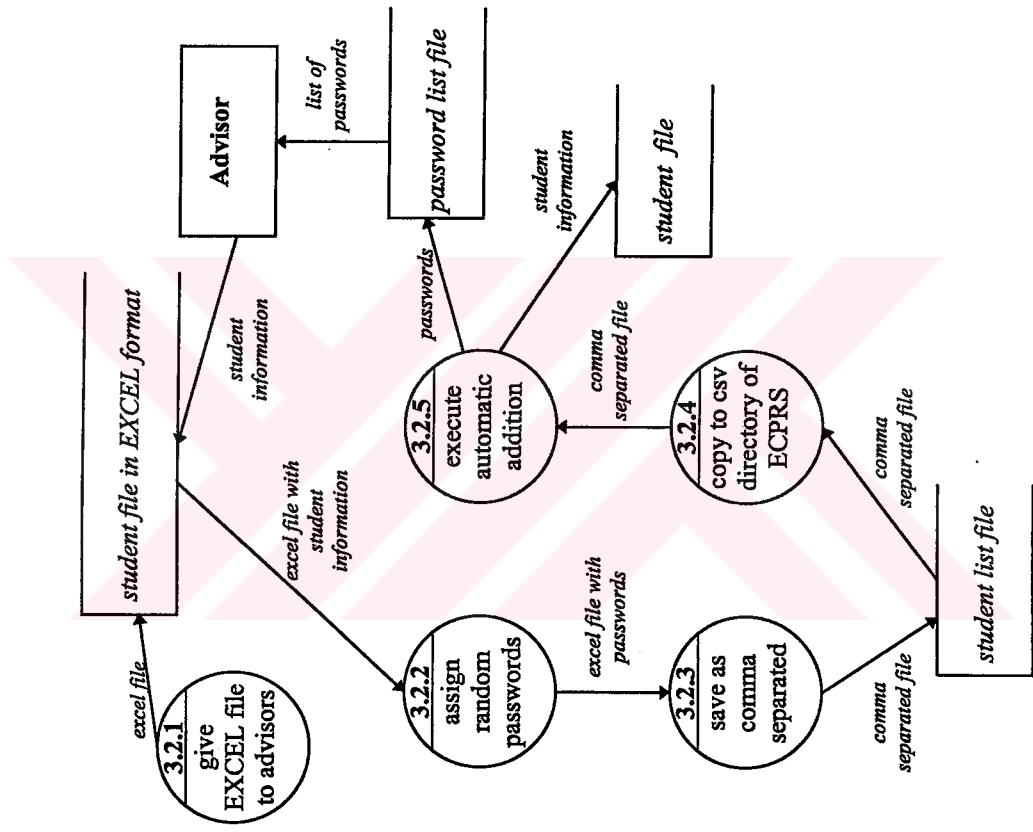 3.2.1
give
EXCEL file
to advisors
excel file
student file in EXCEL format
student
information
Advisor
excel file with
student
information
list of
passwords
3.2.2
assign
random
passwords
3.2.5
execute
automatic
addition
passwords
password list file
excel file with
passwords
comma
separated file
student
information
3.2.3
save as
comma
separated
3.2.4
copy to csv
directory of
ECPRS
student file
comma
separated file
comma
separated file
student list file